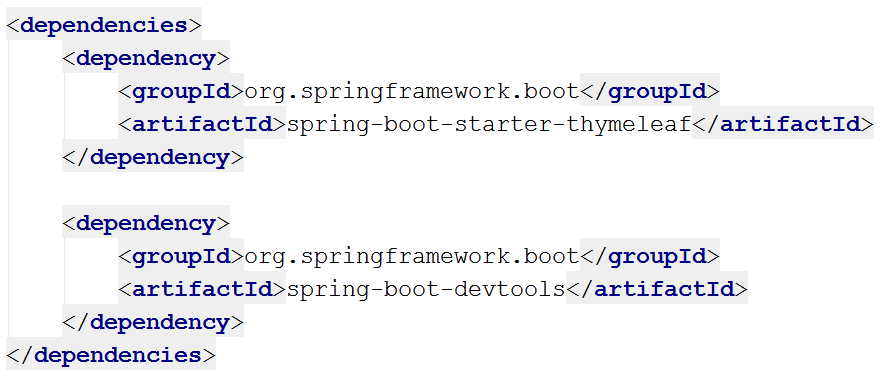 <dependencies>
    <dependency>
        <groupId>org.springframework.boot</groupId>
        <artifactId>spring-boot-starter-thymeleaf</artifactId>
    </dependency>

    <dependency>
        <groupId>org.springframework.boot</groupId>
        <artifactId>spring-boot-devtools</artifactId>
    </dependency>
</dependencies>